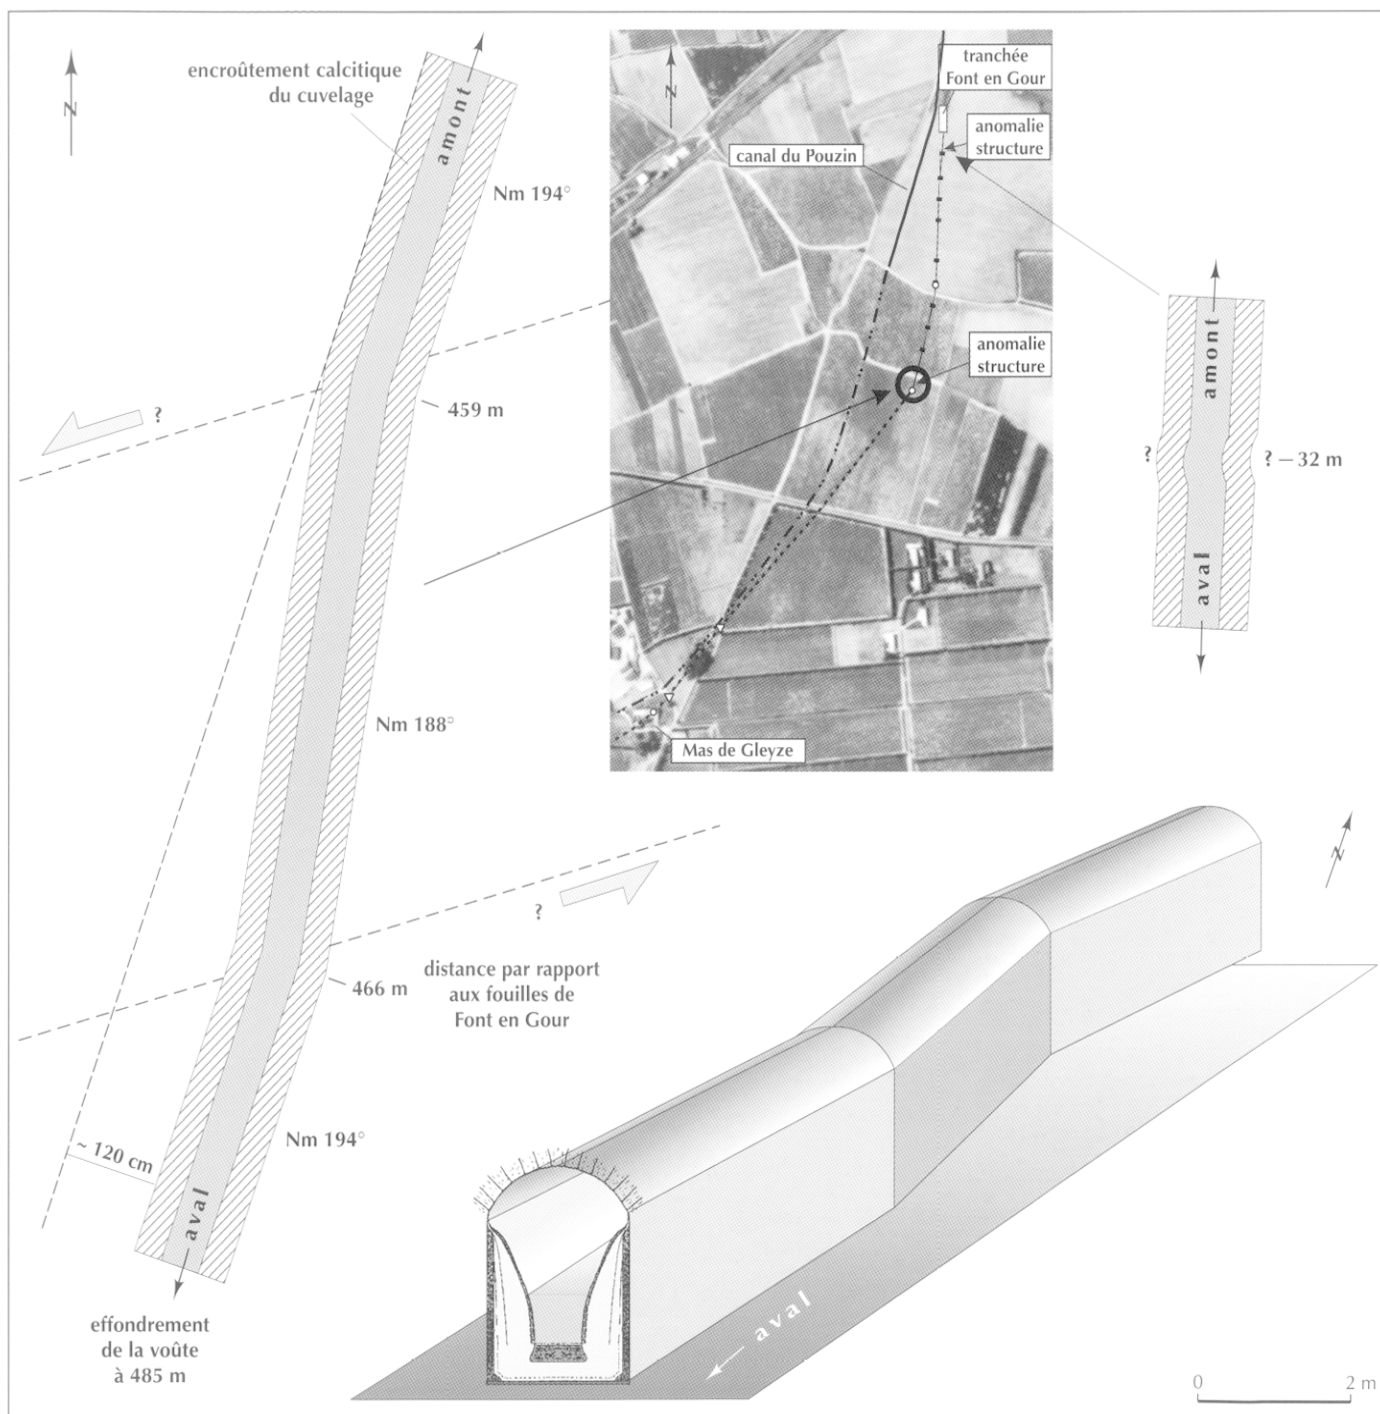 N
encroûtement calcitique
du cuvelage
amont
Nm 194°
459 m
?
Nm 188°
?
466 m
distance par rapport
aux fouilles de
Font en Gour
Nm 194°
~ 120 cm
aval
effondrement
de la voûte
à 485 m
N
tranchée
Font en Gour
anomalie
structure
canal du Pouzin
anomalie
structure
Mas de Gleyze
amont
?
? – 32 m
aval
N
aval
0 2 m